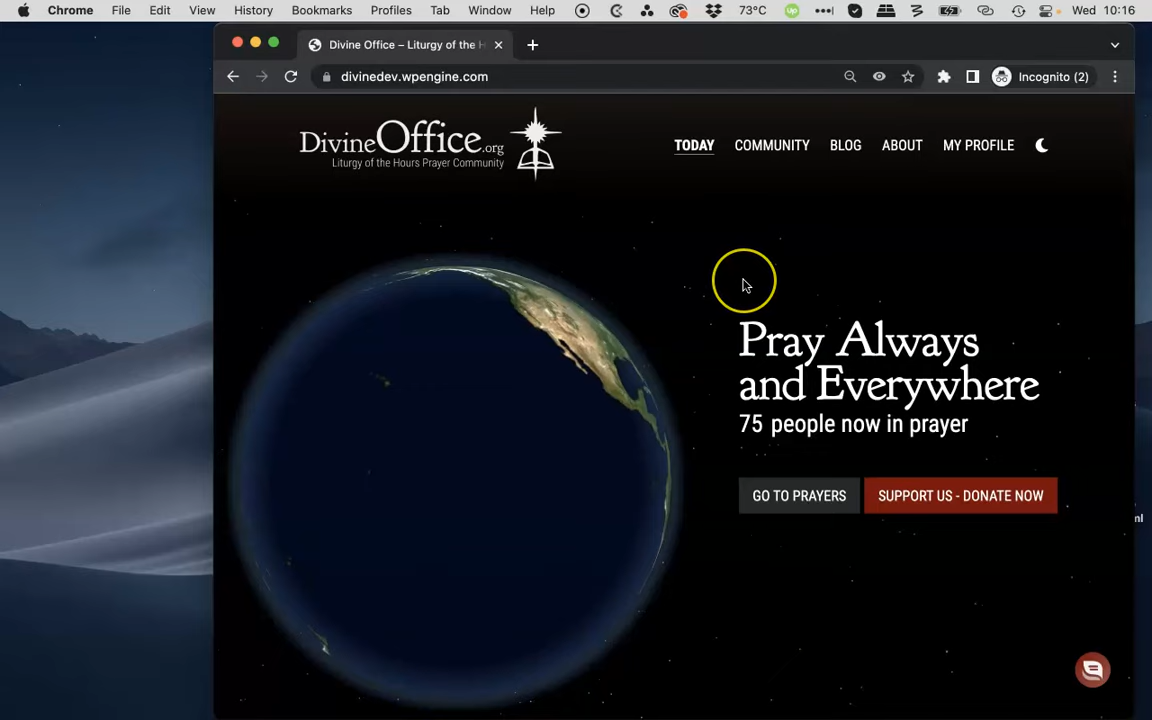 Chrome File Edit View History Bookmarks Profiles Tab Window Help 73°F up Wed 10:16
Divine Office – Liturgy of the H
divinedev.wpengine.com Incognito (2)
DivineOffice.org
Liturgy of the Hours Prayer Community
TODAY COMMUNITY BLOG ABOUT MY PROFILE
Pray Always
and Everywhere
75 people now in prayer
GO TO PRAYERS SUPPORT US - DONATE NOW
ml